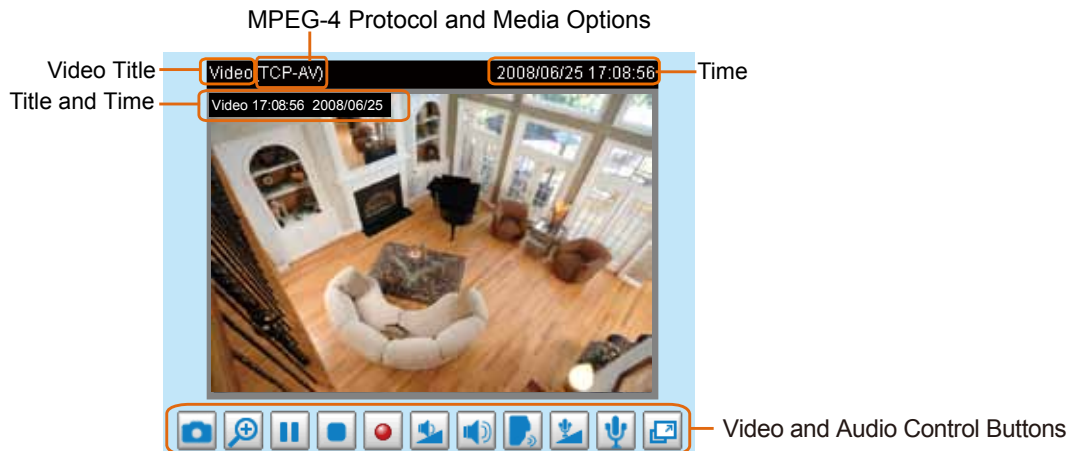 MPEG-4 Protocol and Media Options
Video Title
Video (TCP-AV)
2008/06/25 17:08:56
Time
Title and Time
Video 17:08:56 2008/06/25
Video and Audio Control Buttons